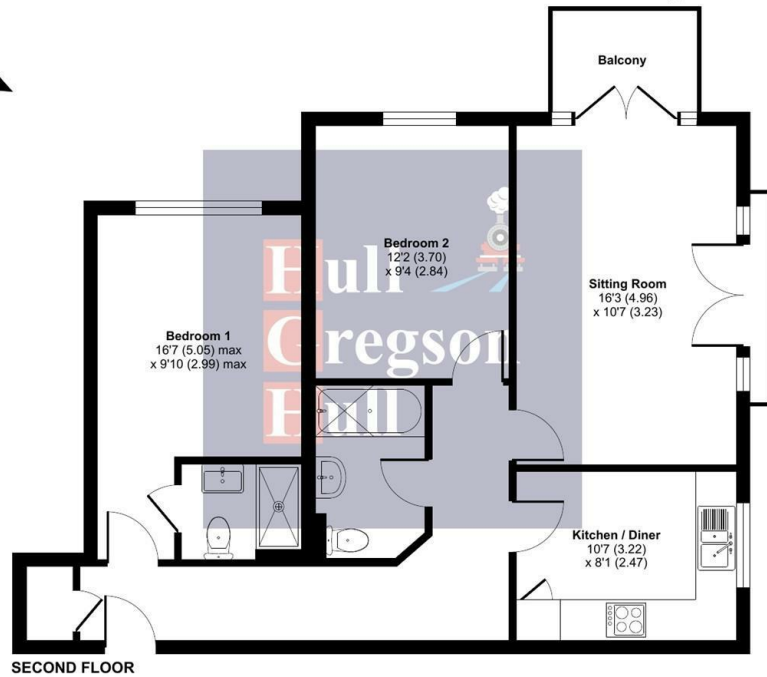 Balcony
Bedroom 2
12'2 (3.70)
x 9'4 (2.84)
Hull
Gregson
Hull
Sitting Room
16'3 (4.96)
x 10'7 (3.23)
Bedroom 1
16'7 (5.05) max
x 9'10 (2.99) max
Kitchen / Diner
10'7 (3.22)
x 8'1 (2.47)
SECOND FLOOR